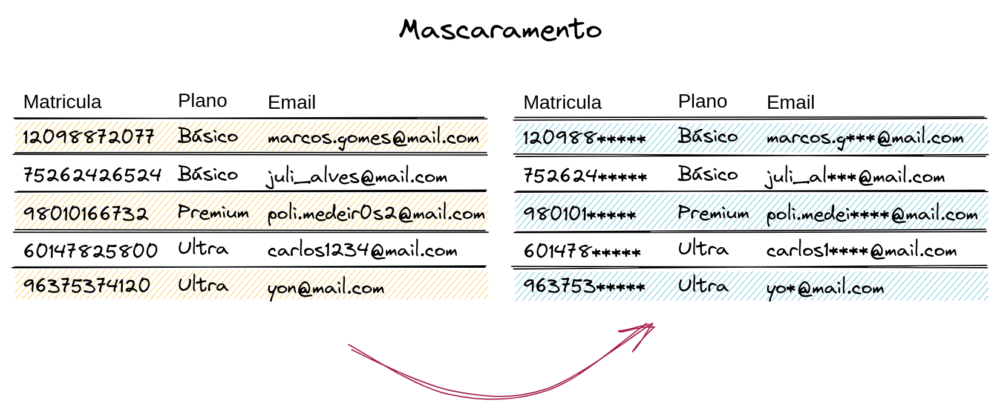 Mascaramento
Matricula Plano Email
12098872077 Básico marcos.gomes@mail.com
75262426524 Básico juli_alves@mail.com
98010166732 Premium poli.medeir0s2@mail.com
60147825800 Ultra carlos1234@mail.com
96375374120 Ultra yon@mail.com
Matricula Plano Email
120988***** Básico marcos.g***@mail.com
752624***** Básico juli_al***@mail.com
980101***** Premium poli.medei****@mail.com
601478***** Ultra carlos1****@mail.com
963753***** Ultra yo*@mail.com